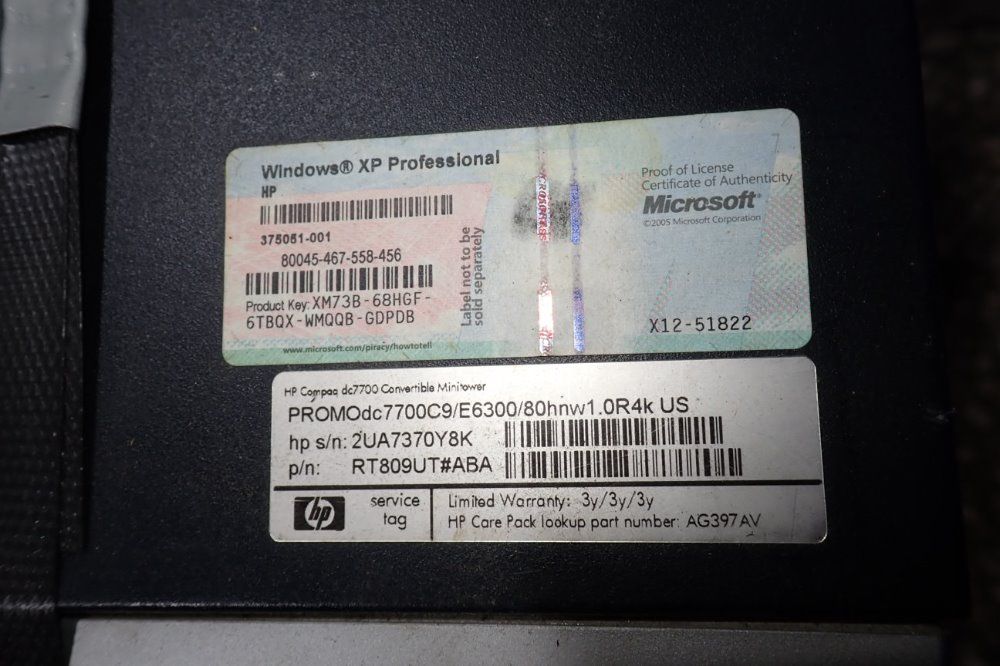 Windows® XP Professional
HP
375051-001
80045-467-558-456
Product Key: XM73B-68HGF-
6TBQX-WMQQB-GDPDB
www.microsoft.com/piracy/howtotell
Label not to be
sold separately
Proof of License
Certificate of Authenticity
Microsoft®
©2005 Microsoft Corporation
X12-51822
HP Compaq dc7700 Convertible Minitower
PROMOdc7700C9/E6300/80hnw1.0R4k US
hp s/n: 2UA7370Y8K
p/n: RT809UT#ABA
hp
service
tag
Limited Warranty: 3y/3y/3y
HP Care Pack lookup part number: AG397AV